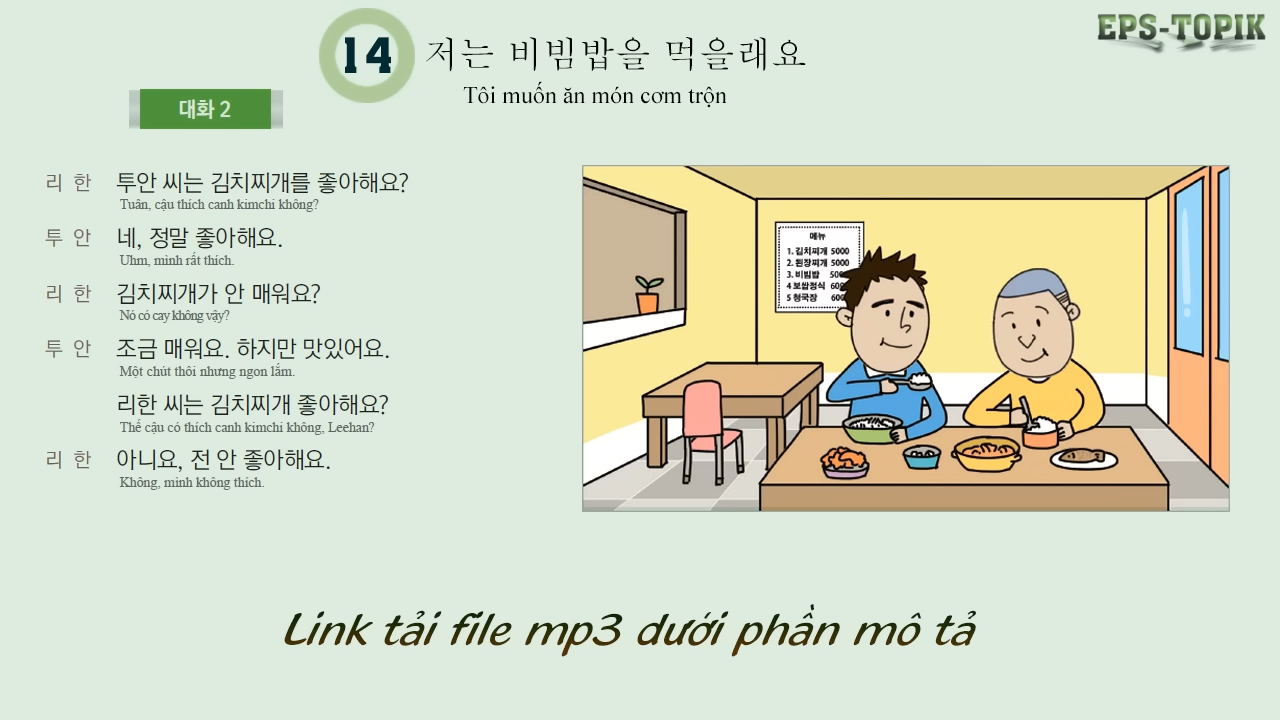 EPS-TOPIK
14 저는 비빔밥을 먹을래요
Tôi muốn ăn món cơm trộn
대화 2
리 한 투안 씨는 김치찌개를 좋아해요?
Tuân, cậu thích canh kimchi không?
투 안 네, 정말 좋아해요.
Uhm, mình rất thích.
리 한 김치찌개가 안 매워요?
Nó có cay không vậy?
투 안 조금 매워요. 하지만 맛있어요.
Một chút thôi nhưng ngon lắm.
리한 씨는 김치찌개 좋아해요?
Thế cậu có thích canh kimchi không, Leehan?
리 한 아니요, 전 안 좋아해요.
Không, mình không thích.
메뉴
1. 김치찌개 5000
2. 된장찌개 5000
3. 비빔밥 500
4 보쌈정식 600
5 청국장 600
Link tải file mp3 dưới phần mô tả